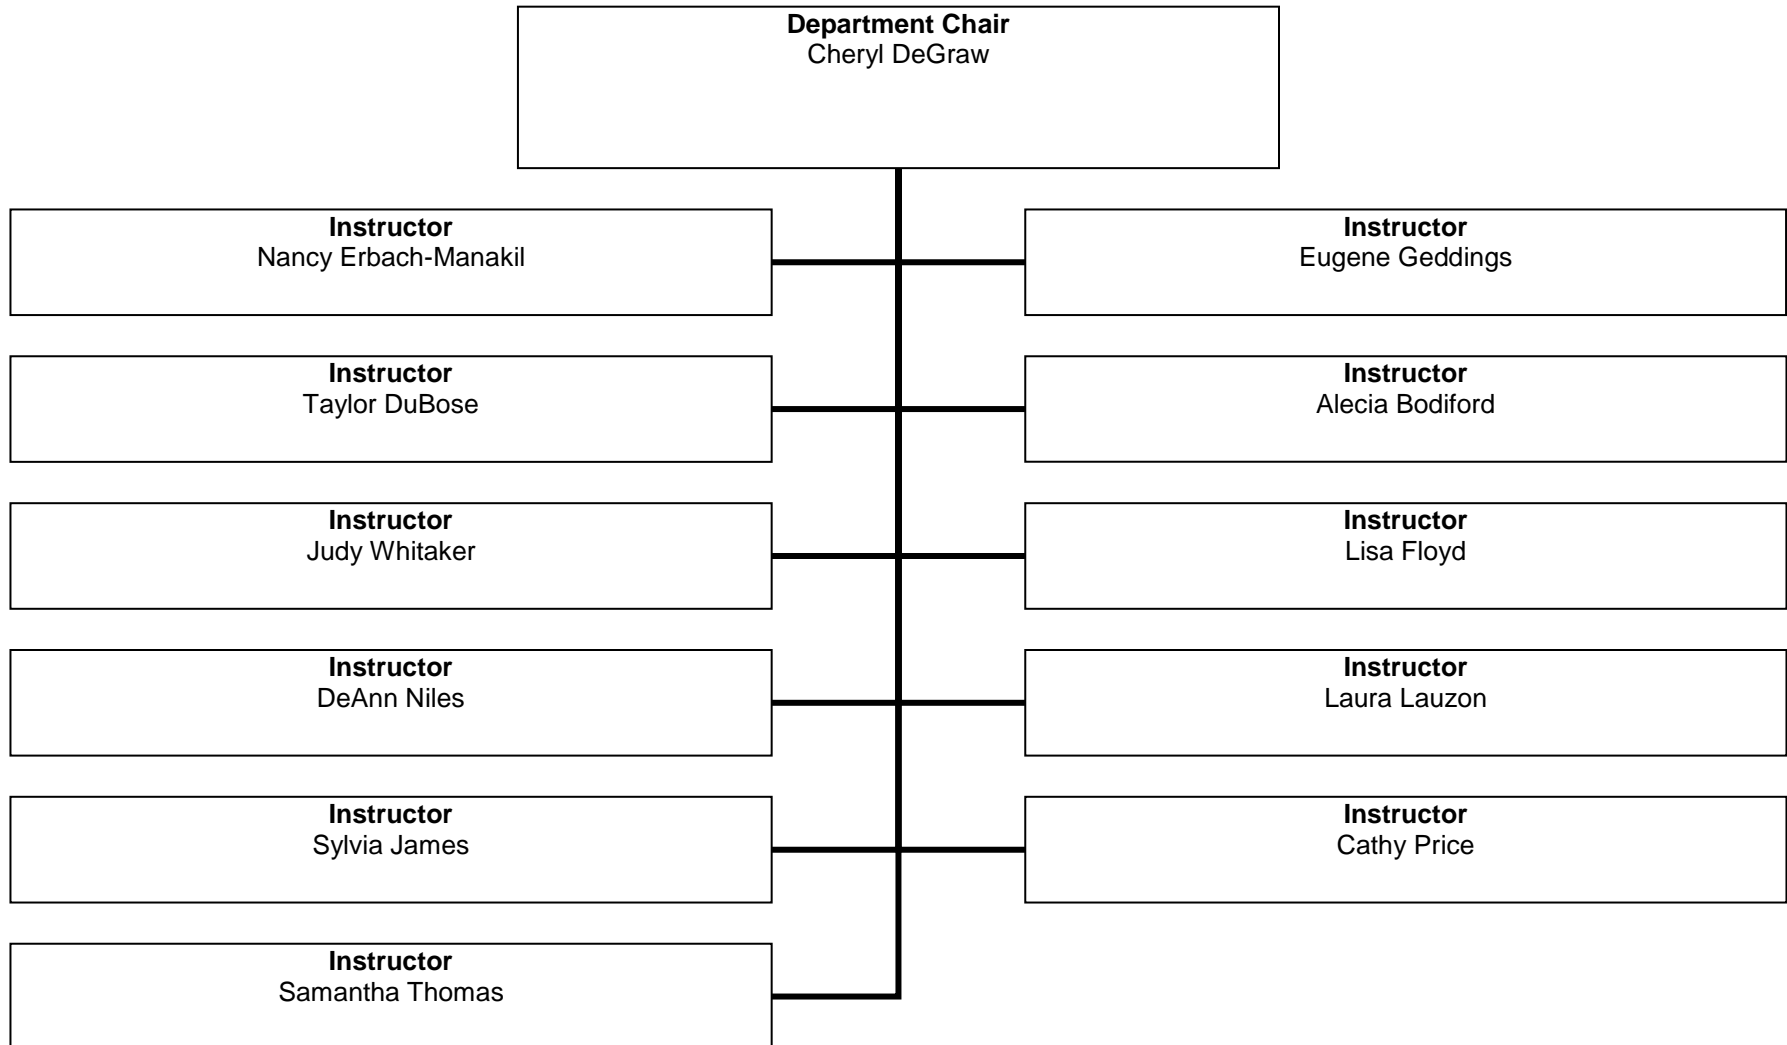 Department Chair
Cheryl DeGraw
Instructor
Nancy Erbach-Manakil
Instructor
Eugene Geddings
Instructor
Taylor DuBose
Instructor
Alecia Bodiford
Instructor
Judy Whitaker
Instructor
Lisa Floyd
Instructor
DeAnn Niles
Instructor
Laura Lauzon
Instructor
Sylvia James
Instructor
Cathy Price
Instructor
Samantha Thomas